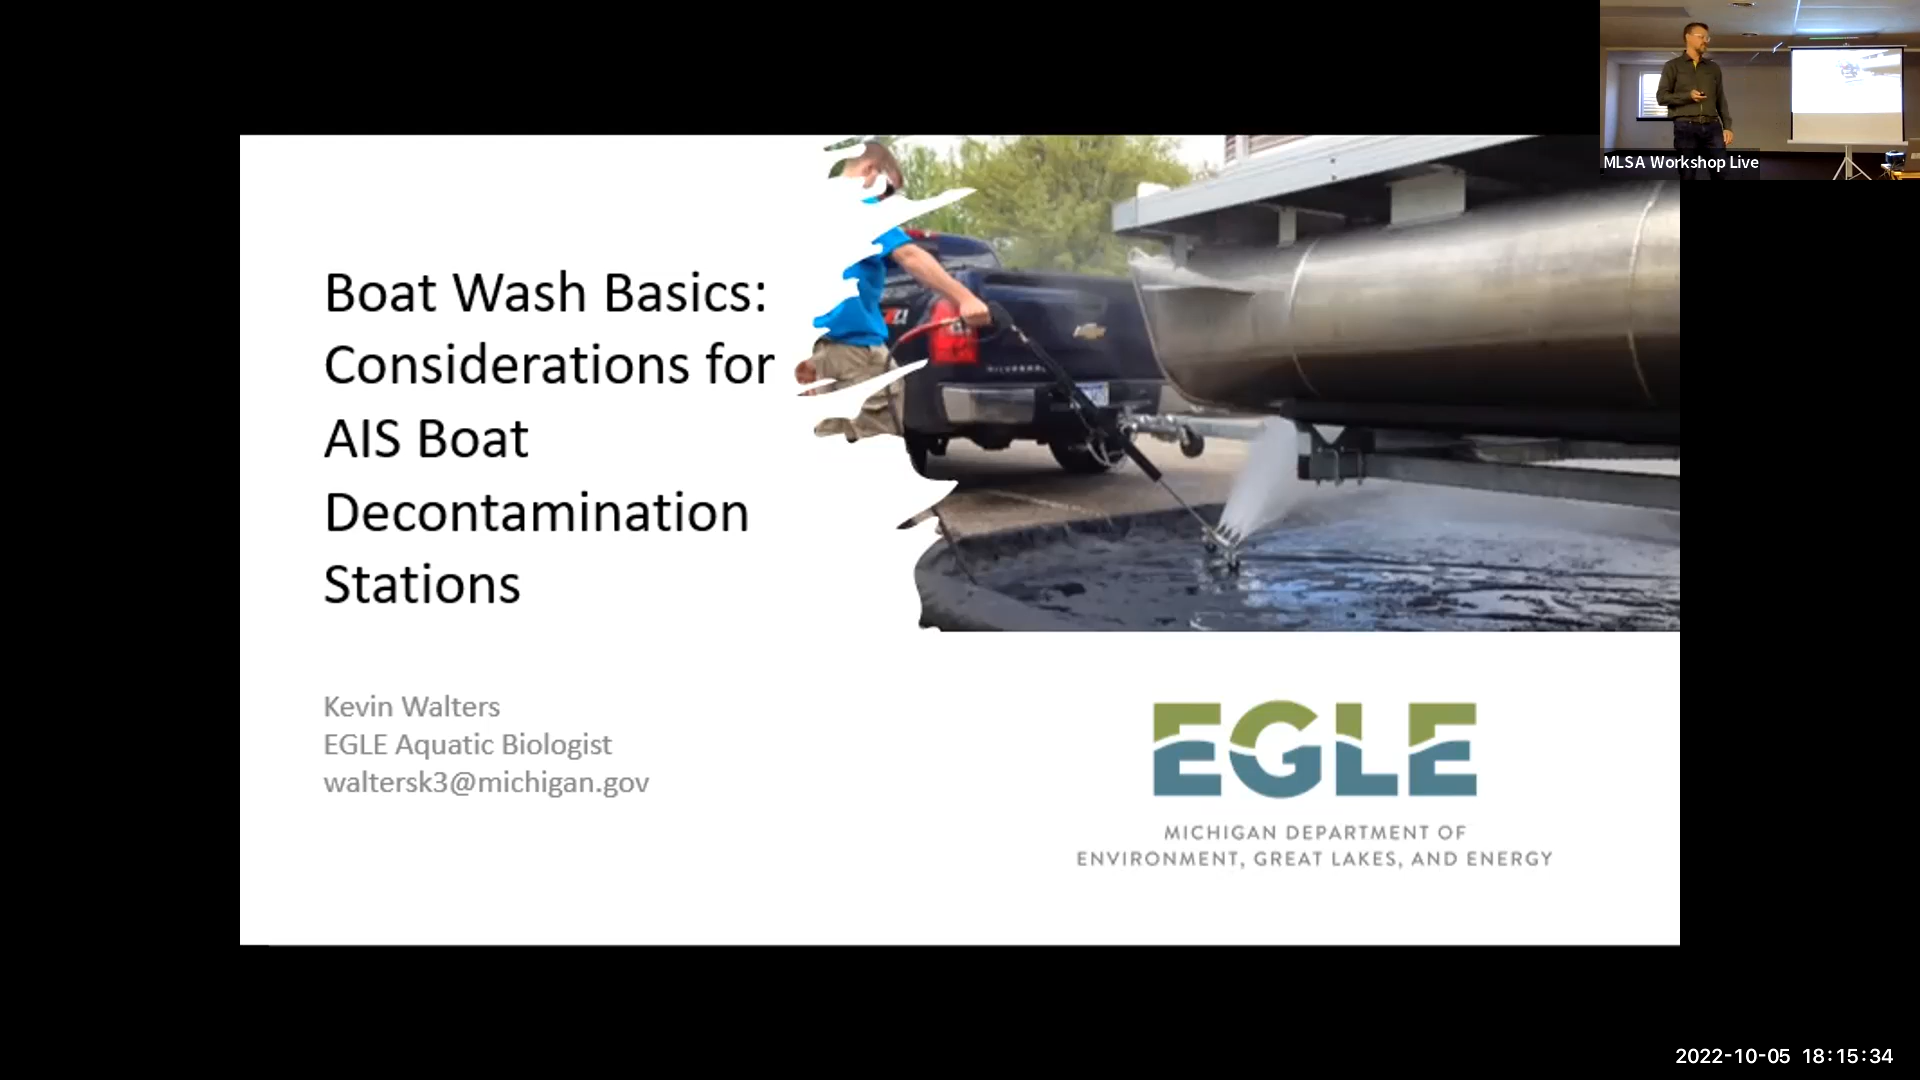 MLSA Workshop Live
Boat Wash Basics:
Considerations for
AIS Boat
Decontamination
Stations
Kevin Walters
EGLE Aquatic Biologist
waltersk3@michigan.gov
EGLE
MICHIGAN DEPARTMENT OF
ENVIRONMENT, GREAT LAKES, AND ENERGY
2022-10-05 18:15:34